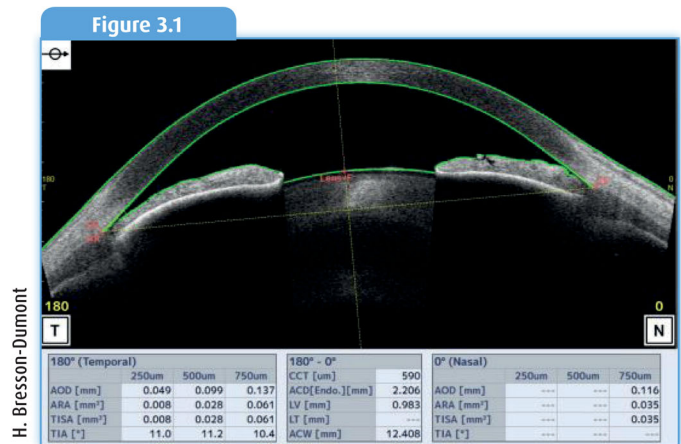 Figure 3.1
180
T
0
N
180
T
0
N
H. Bresson-Dumont
180° (Temporal)
250um 500um 750um
AOD [mm] 0.049 0.099 0.137
ARA [mm²] 0.008 0.028 0.061
TISA [mm²] 0.008 0.028 0.061
TIA [°] 11.0 11.2 10.4
180° - 0°
CCT [um] 590
ACD[Endo.][mm] 2.206
LV [mm] 0.983
LT [mm] ---
ACW [mm] 12.408
0° (Nasal)
250um 500um 750um
AOD [mm] --- --- 0.116
ARA [mm²] --- --- 0.035
TISA [mm²] --- --- 0.035
TIA [°] --- --- ---